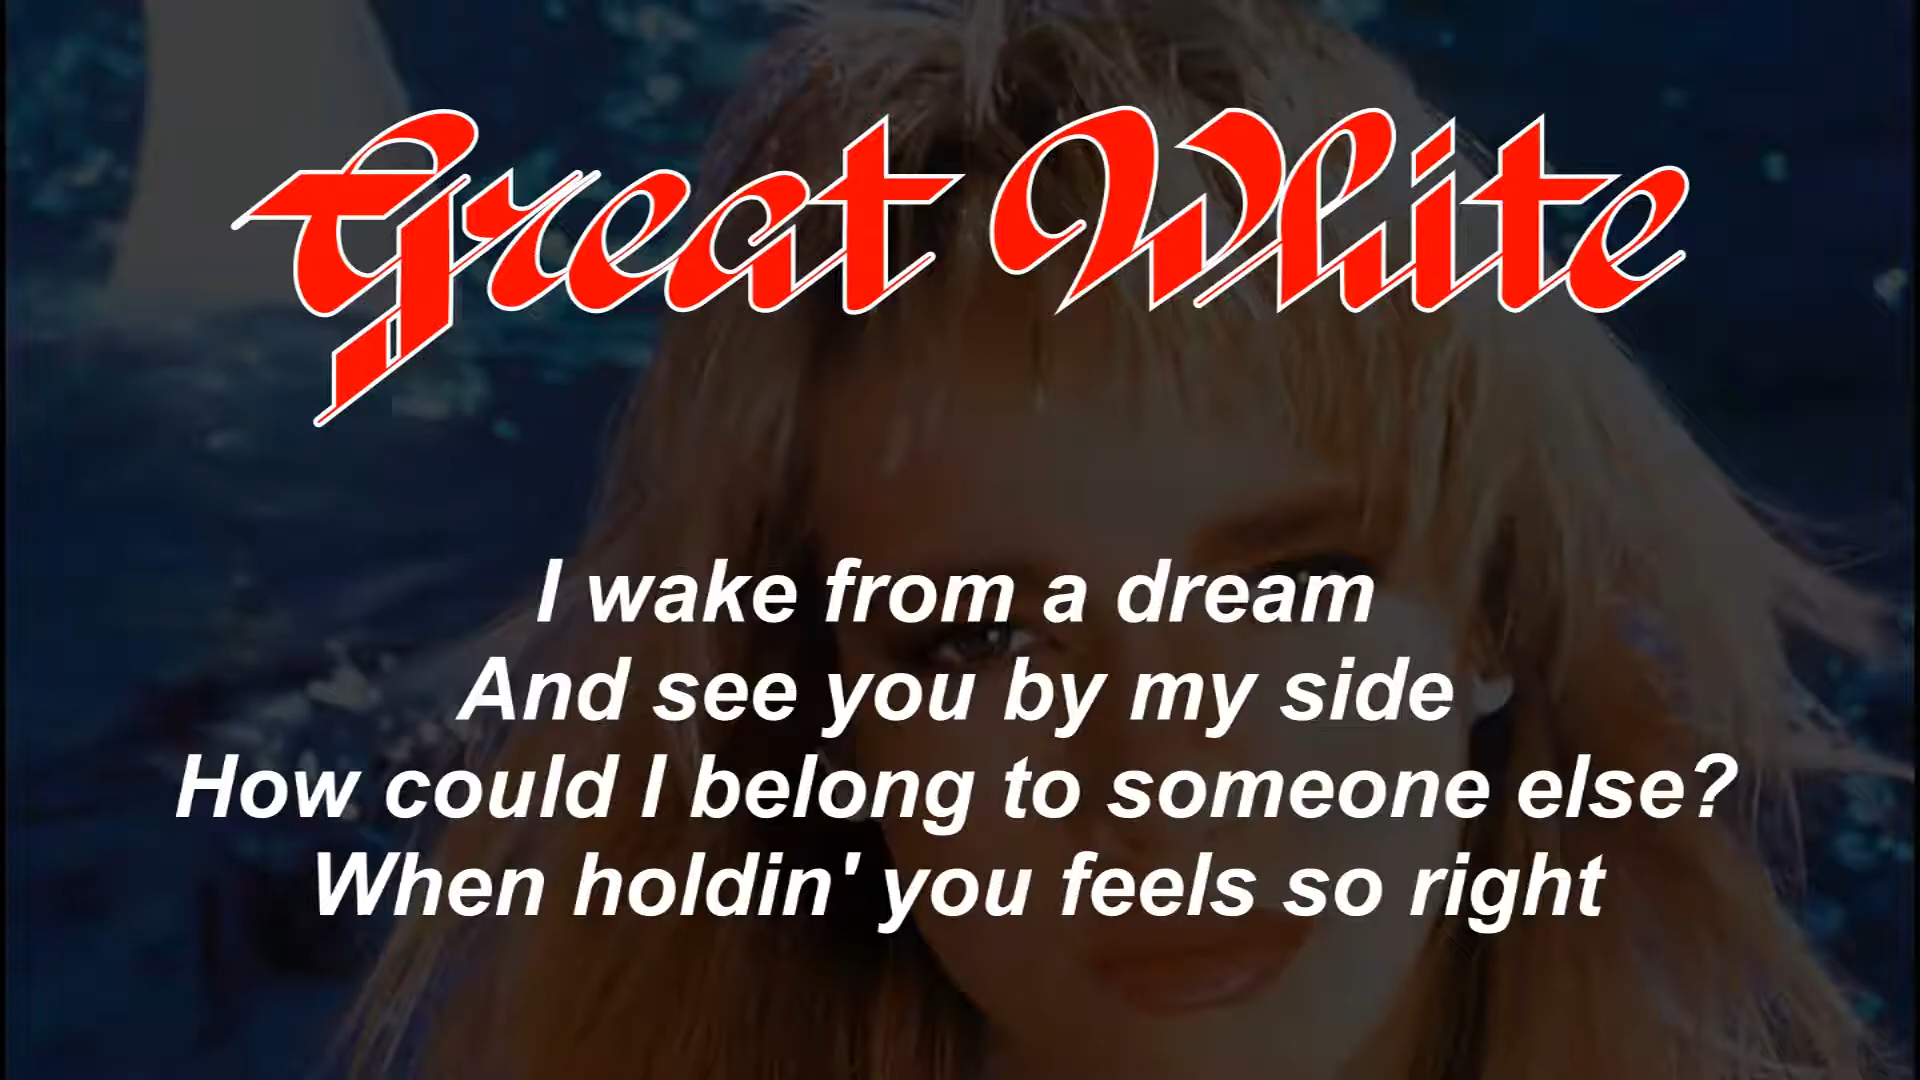 Great White
I wake from a dream
And see you by my side
How could I belong to someone else?
When holdin' you feels so right